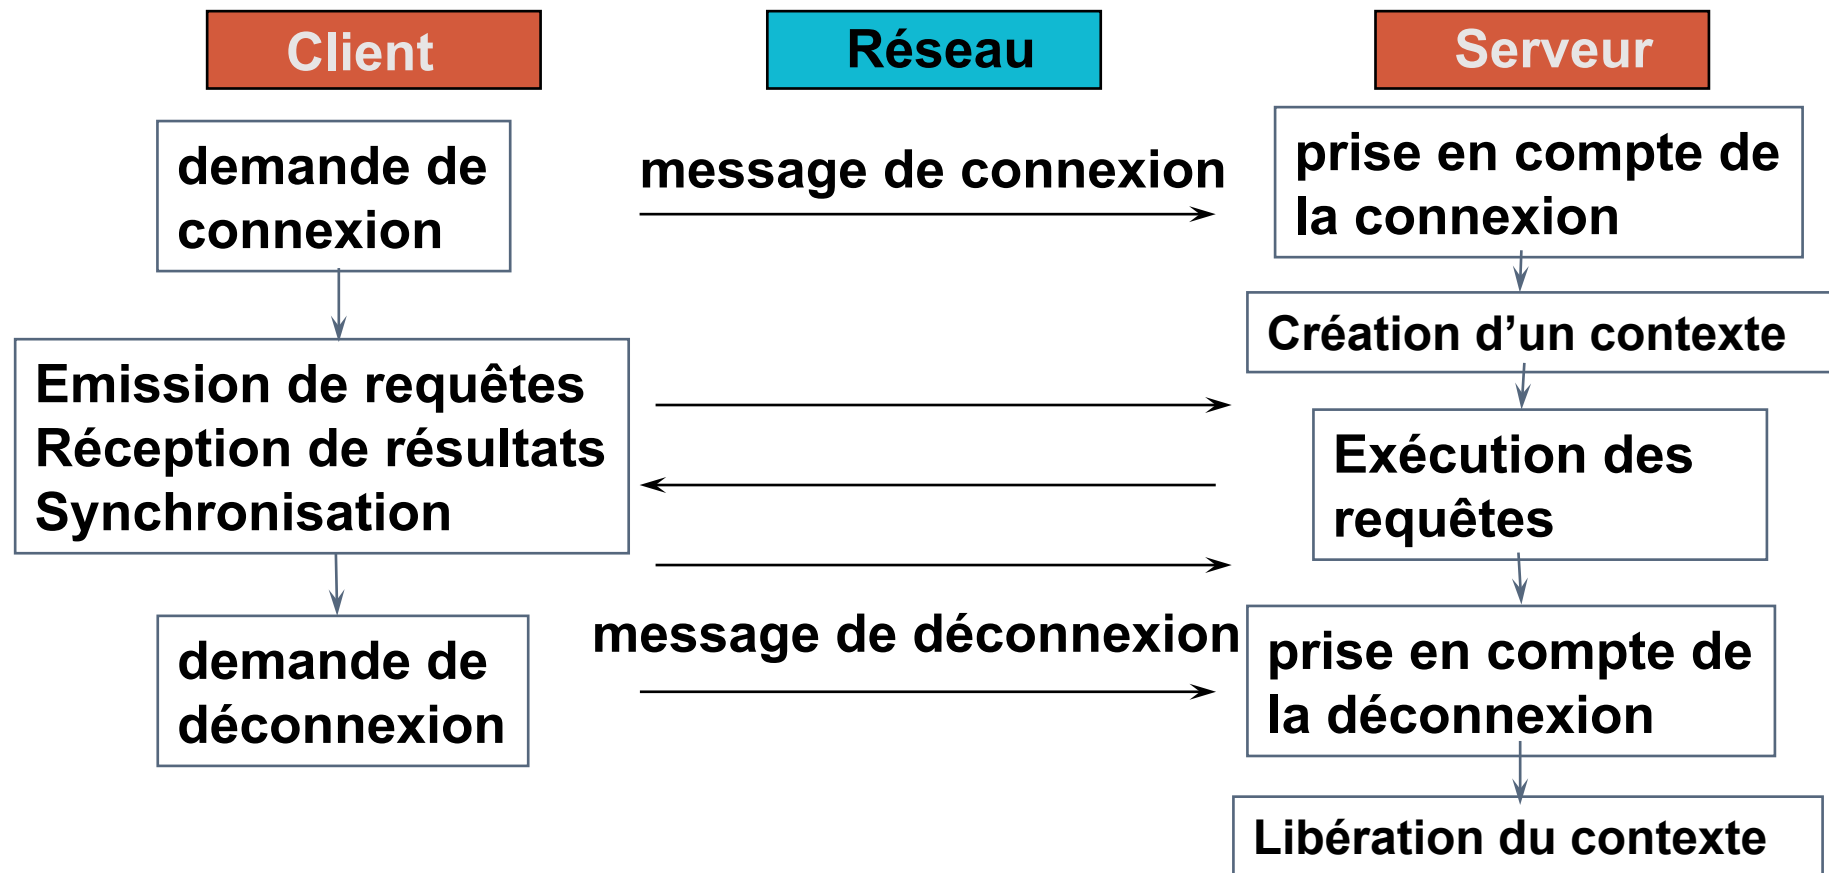 Client
Réseau
Serveur
demande de
connexion
message de connexion
prise en compte de
la connexion
Création d’un contexte
Emission de requêtes
Réception de résultats
Synchronisation
Exécution des
requêtes
demande de
déconnexion
message de déconnexion
prise en compte de
la déconnexion
Libération du contexte